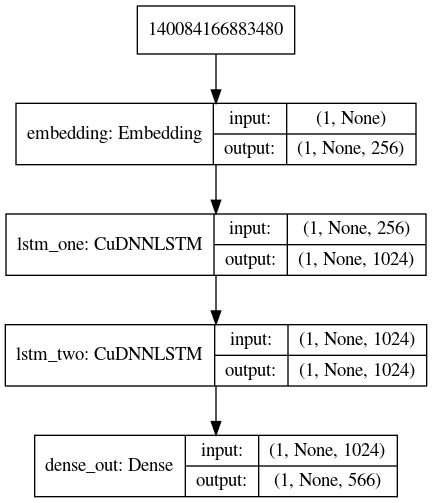 140084166883480
embedding: Embedding
input: (1, None)
output: (1, None, 256)
lstm_one: CuDNNLSTM
input: (1, None, 256)
output: (1, None, 1024)
lstm_two: CuDNNLSTM
input: (1, None, 1024)
output: (1, None, 1024)
dense_out: Dense
input: (1, None, 1024)
output: (1, None, 566)